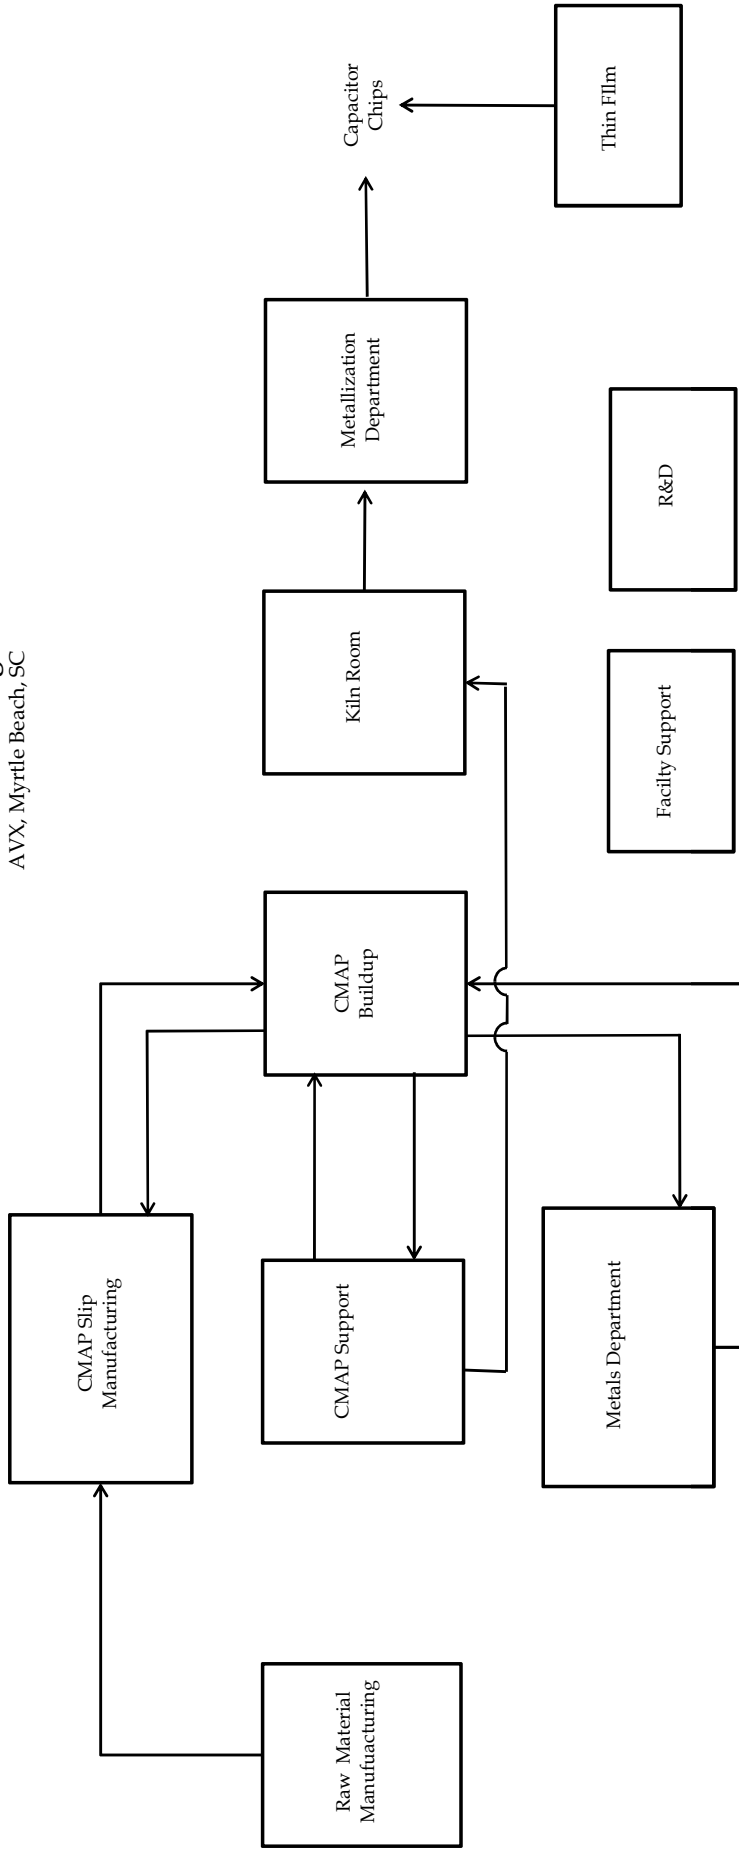 AVX, Myrtle Beach, SC
CMAP Slip
Manufacturing
Raw Material
Manufuacturing
CMAP Support
CMAP
Buildup
Kiln Room
Metallization
Department
Capacitor
Chips
Metals Department
Facilty Support
R&D
Thin FIlm